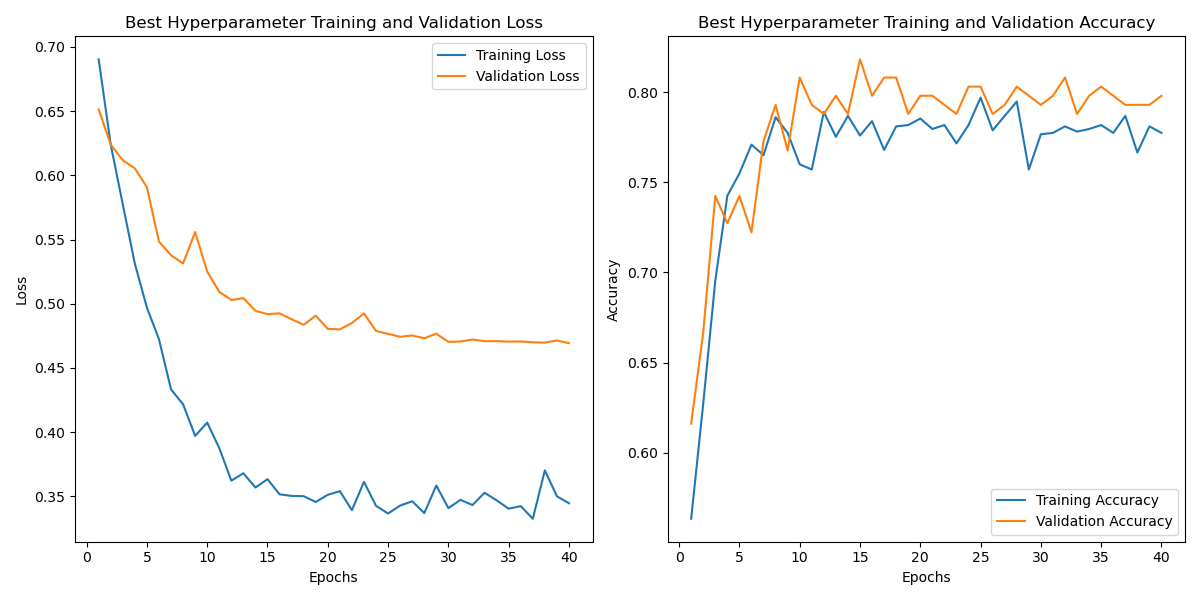 Best Hyperparameter Training and Validation Loss
0.70
0.65
0.60
0.55
0.50
0.45
0.40
0.35
Loss
Training Loss
Validation Loss
0 5 10 15 20 25 30 35 40
Epochs
Best Hyperparameter Training and Validation Accuracy
0.80
0.75
0.70
0.65
0.60
Accuracy
Training Accuracy
Validation Accuracy
0 5 10 15 20 25 30 35 40
Epochs